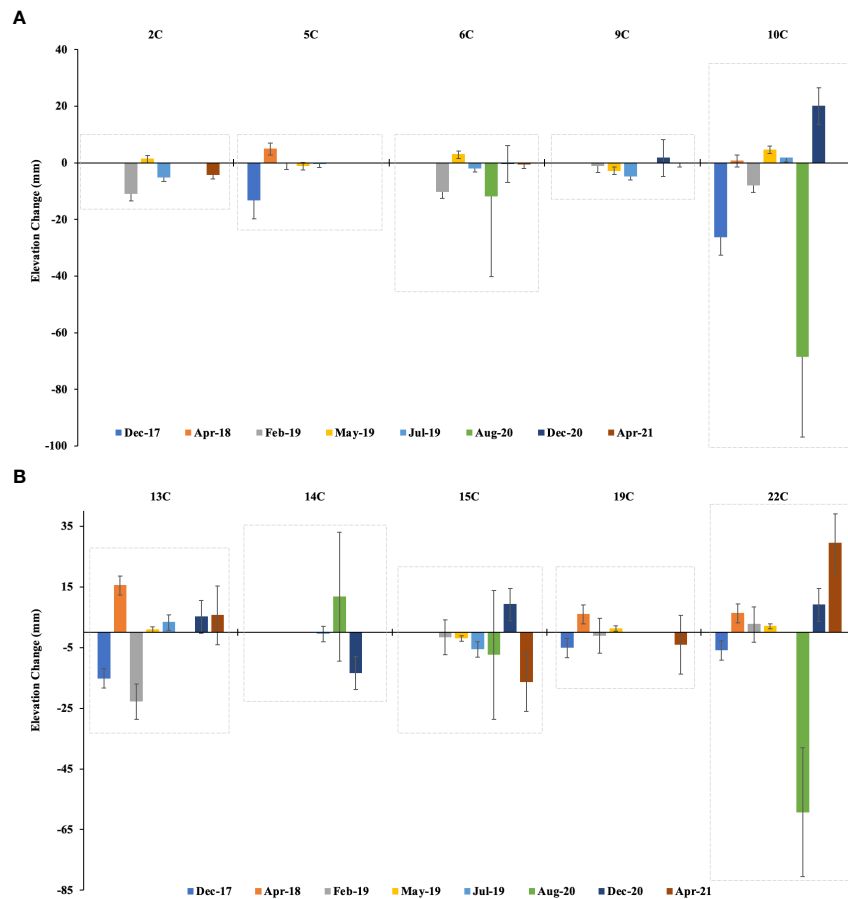 A
2C 5C 6C 9C 10C
40
20
0
-20
-40
-60
-80
-100
Elevation Change (mm)
Dec-17 Apr-18 Feb-19 May-19 Jul-19 Aug-20 Dec-20 Apr-21
B
13C 14C 15C 19C 22C
35
15
-5
-25
-45
-65
-85
Elevation Change (mm)
Dec-17 Apr-18 Feb-19 May-19 Jul-19 Aug-20 Dec-20 Apr-21